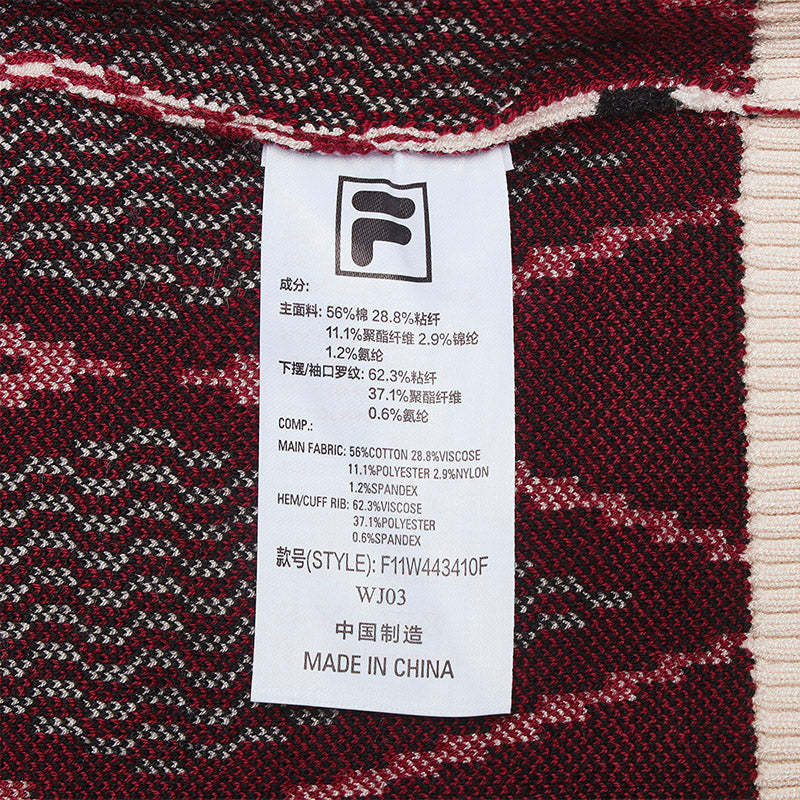 F
成分:
主面料: 56%棉 28.8%粘纤
11.1%聚酯纤维 2.9%锦纶
1.2%氨纶
下摆/袖口罗纹: 62.3%粘纤
37.1%聚酯纤维
0.6%氨纶
COMP.:
MAIN FABRIC: 56%COTTON 28.8%VISCOSE
11.1%POLYESTER 2.9%NYLON
1.2%SPANDEX
HEM/CUFF RIB: 62.3%VISCOSE
37.1%POLYESTER
0.6%SPANDEX
款号(STYLE): F11W443410F
WJ03
中国制造
MADE IN CHINA